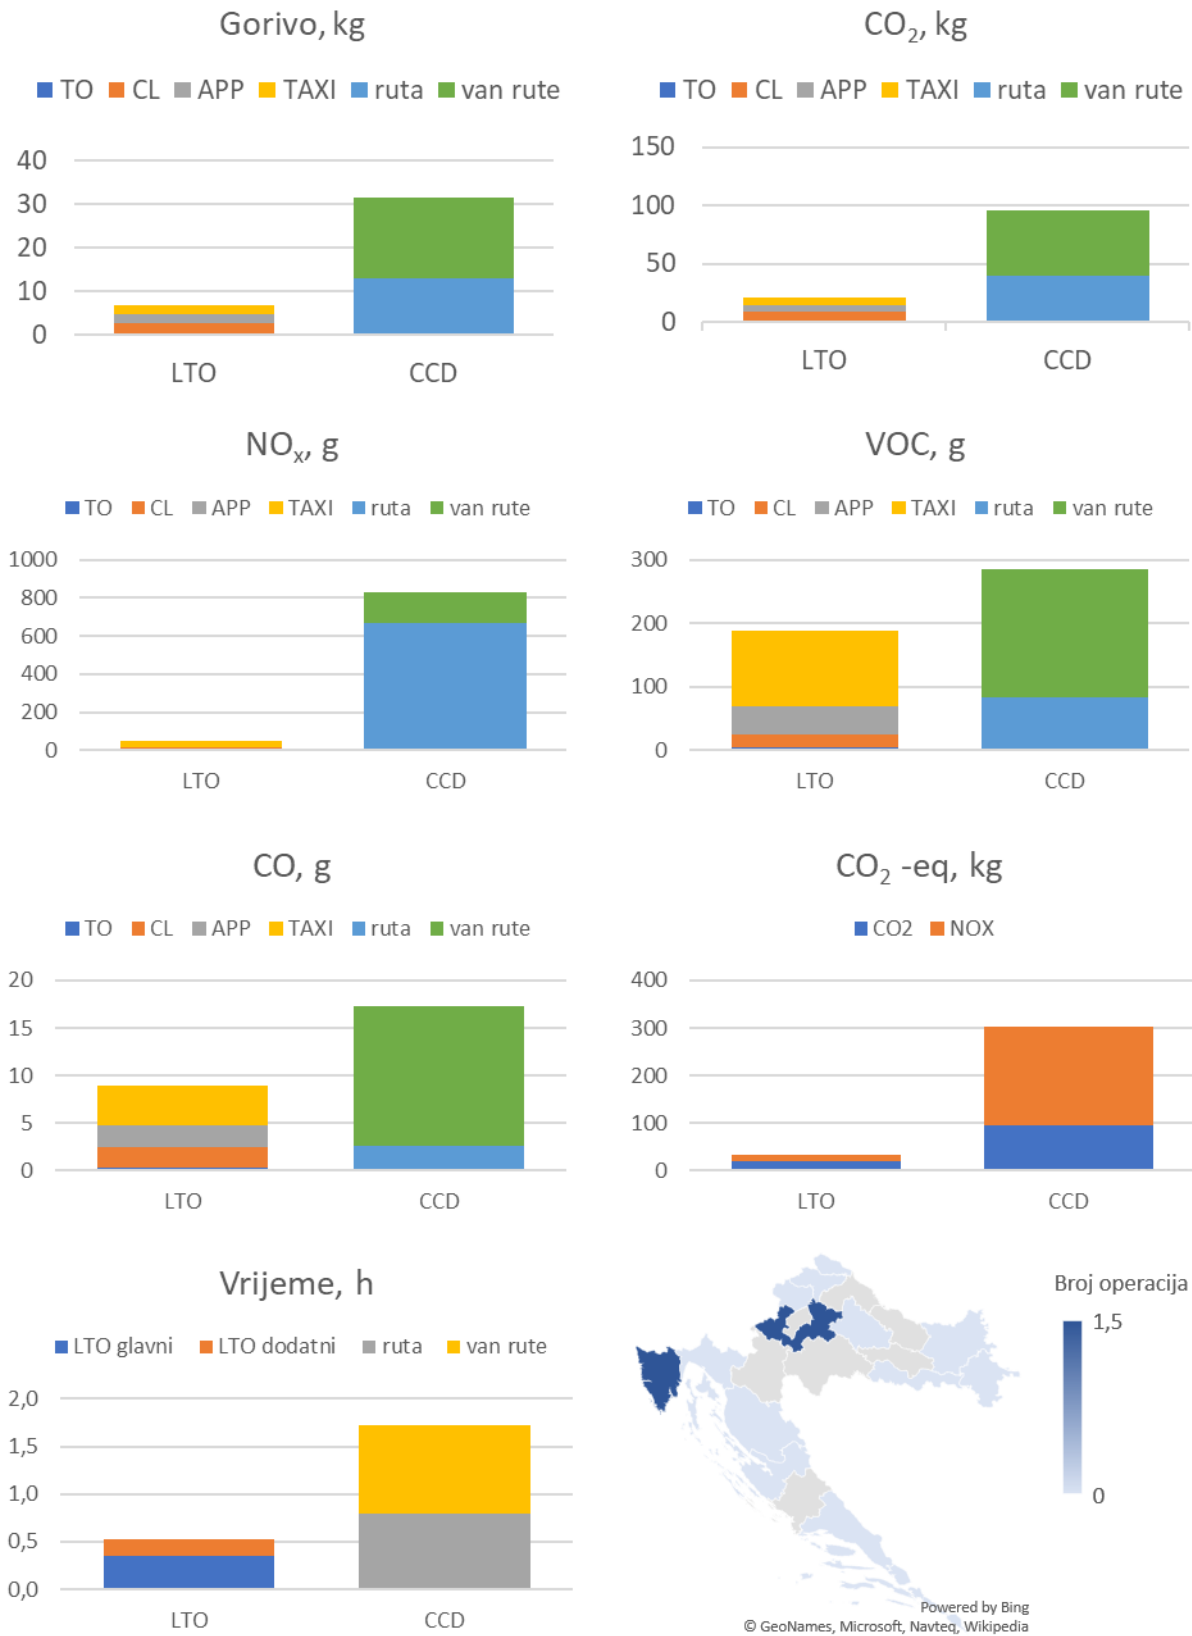 Gorivo, kg
TO CL APP TAXI ruta van rute
40
30
20
10
0
LTO CCD
CO₂, kg
TO CL APP TAXI ruta van rute
150
100
50
0
LTO CCD
NOₓ, g
TO CL APP TAXI ruta van rute
1000
800
600
400
200
0
LTO CCD
VOC, g
TO CL APP TAXI ruta van rute
300
200
100
0
LTO CCD
CO, g
TO CL APP TAXI ruta van rute
20
15
10
5
0
LTO CCD
CO₂ -eq, kg
CO2 NOX
400
300
200
100
0
LTO CCD
Vrijeme, h
LTO glavni LTO dodatni ruta van rute
2,0
1,5
1,0
0,5
0,0
LTO CCD
Broj operacija
1,5
0
Powered by Bing
© GeoNames, Microsoft, Navteq, Wikipedia